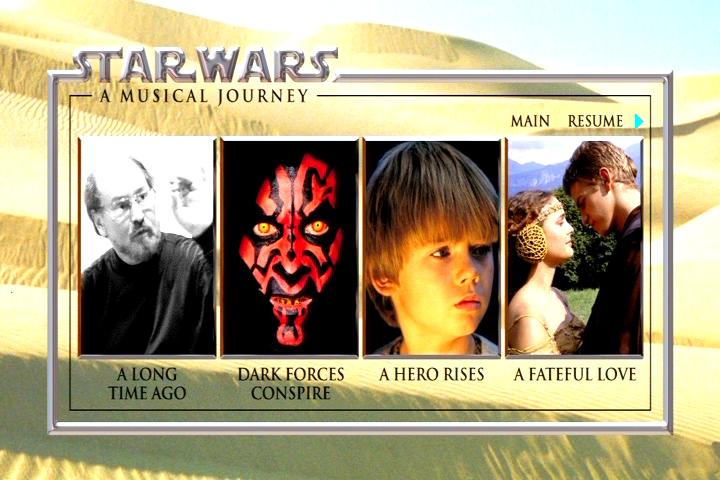 STAR WARS
A MUSICAL JOURNEY
MAIN RESUME
A LONG
TIME AGO
DARK FORCES
CONSPIRE
A HERO RISES
A FATEFUL LOVE